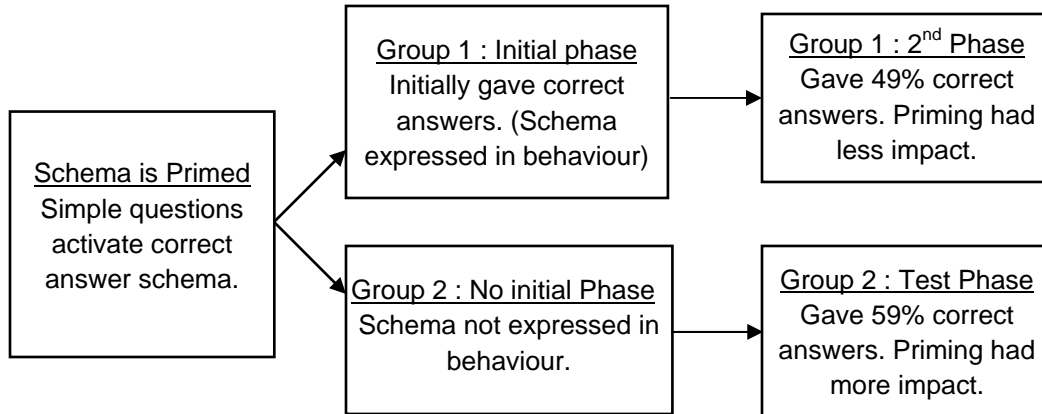 Schema is Primed
Simple questions
activate correct
answer schema.
Group 1 : Initial phase
Initially gave correct
answers. (Schema
expressed in behaviour)
Group 1 : 2nd Phase
Gave 49% correct
answers. Priming had
less impact.
Group 2 : No initial Phase
Schema not expressed in
behaviour.
Group 2 : Test Phase
Gave 59% correct
answers. Priming had
more impact.